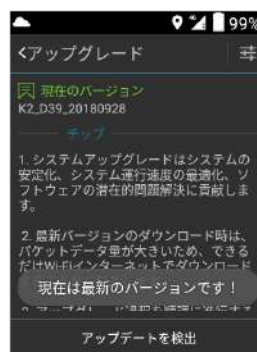 99%
<アップグレード
現在のバージョン
K2_D39_20180928
チップ
1. システムアップグレードはシステムの
安定化、システム運行速度の最適化、ソ
フトウェアの潜在的問題解決に貢献しま
す。
2. 最新バージョンのダウンロード時は、
パケットデータ量が大きいため、できる
だけWi-Fiインターネットでダウンロード
現在は最新のバージョンです！
アップデートを検出